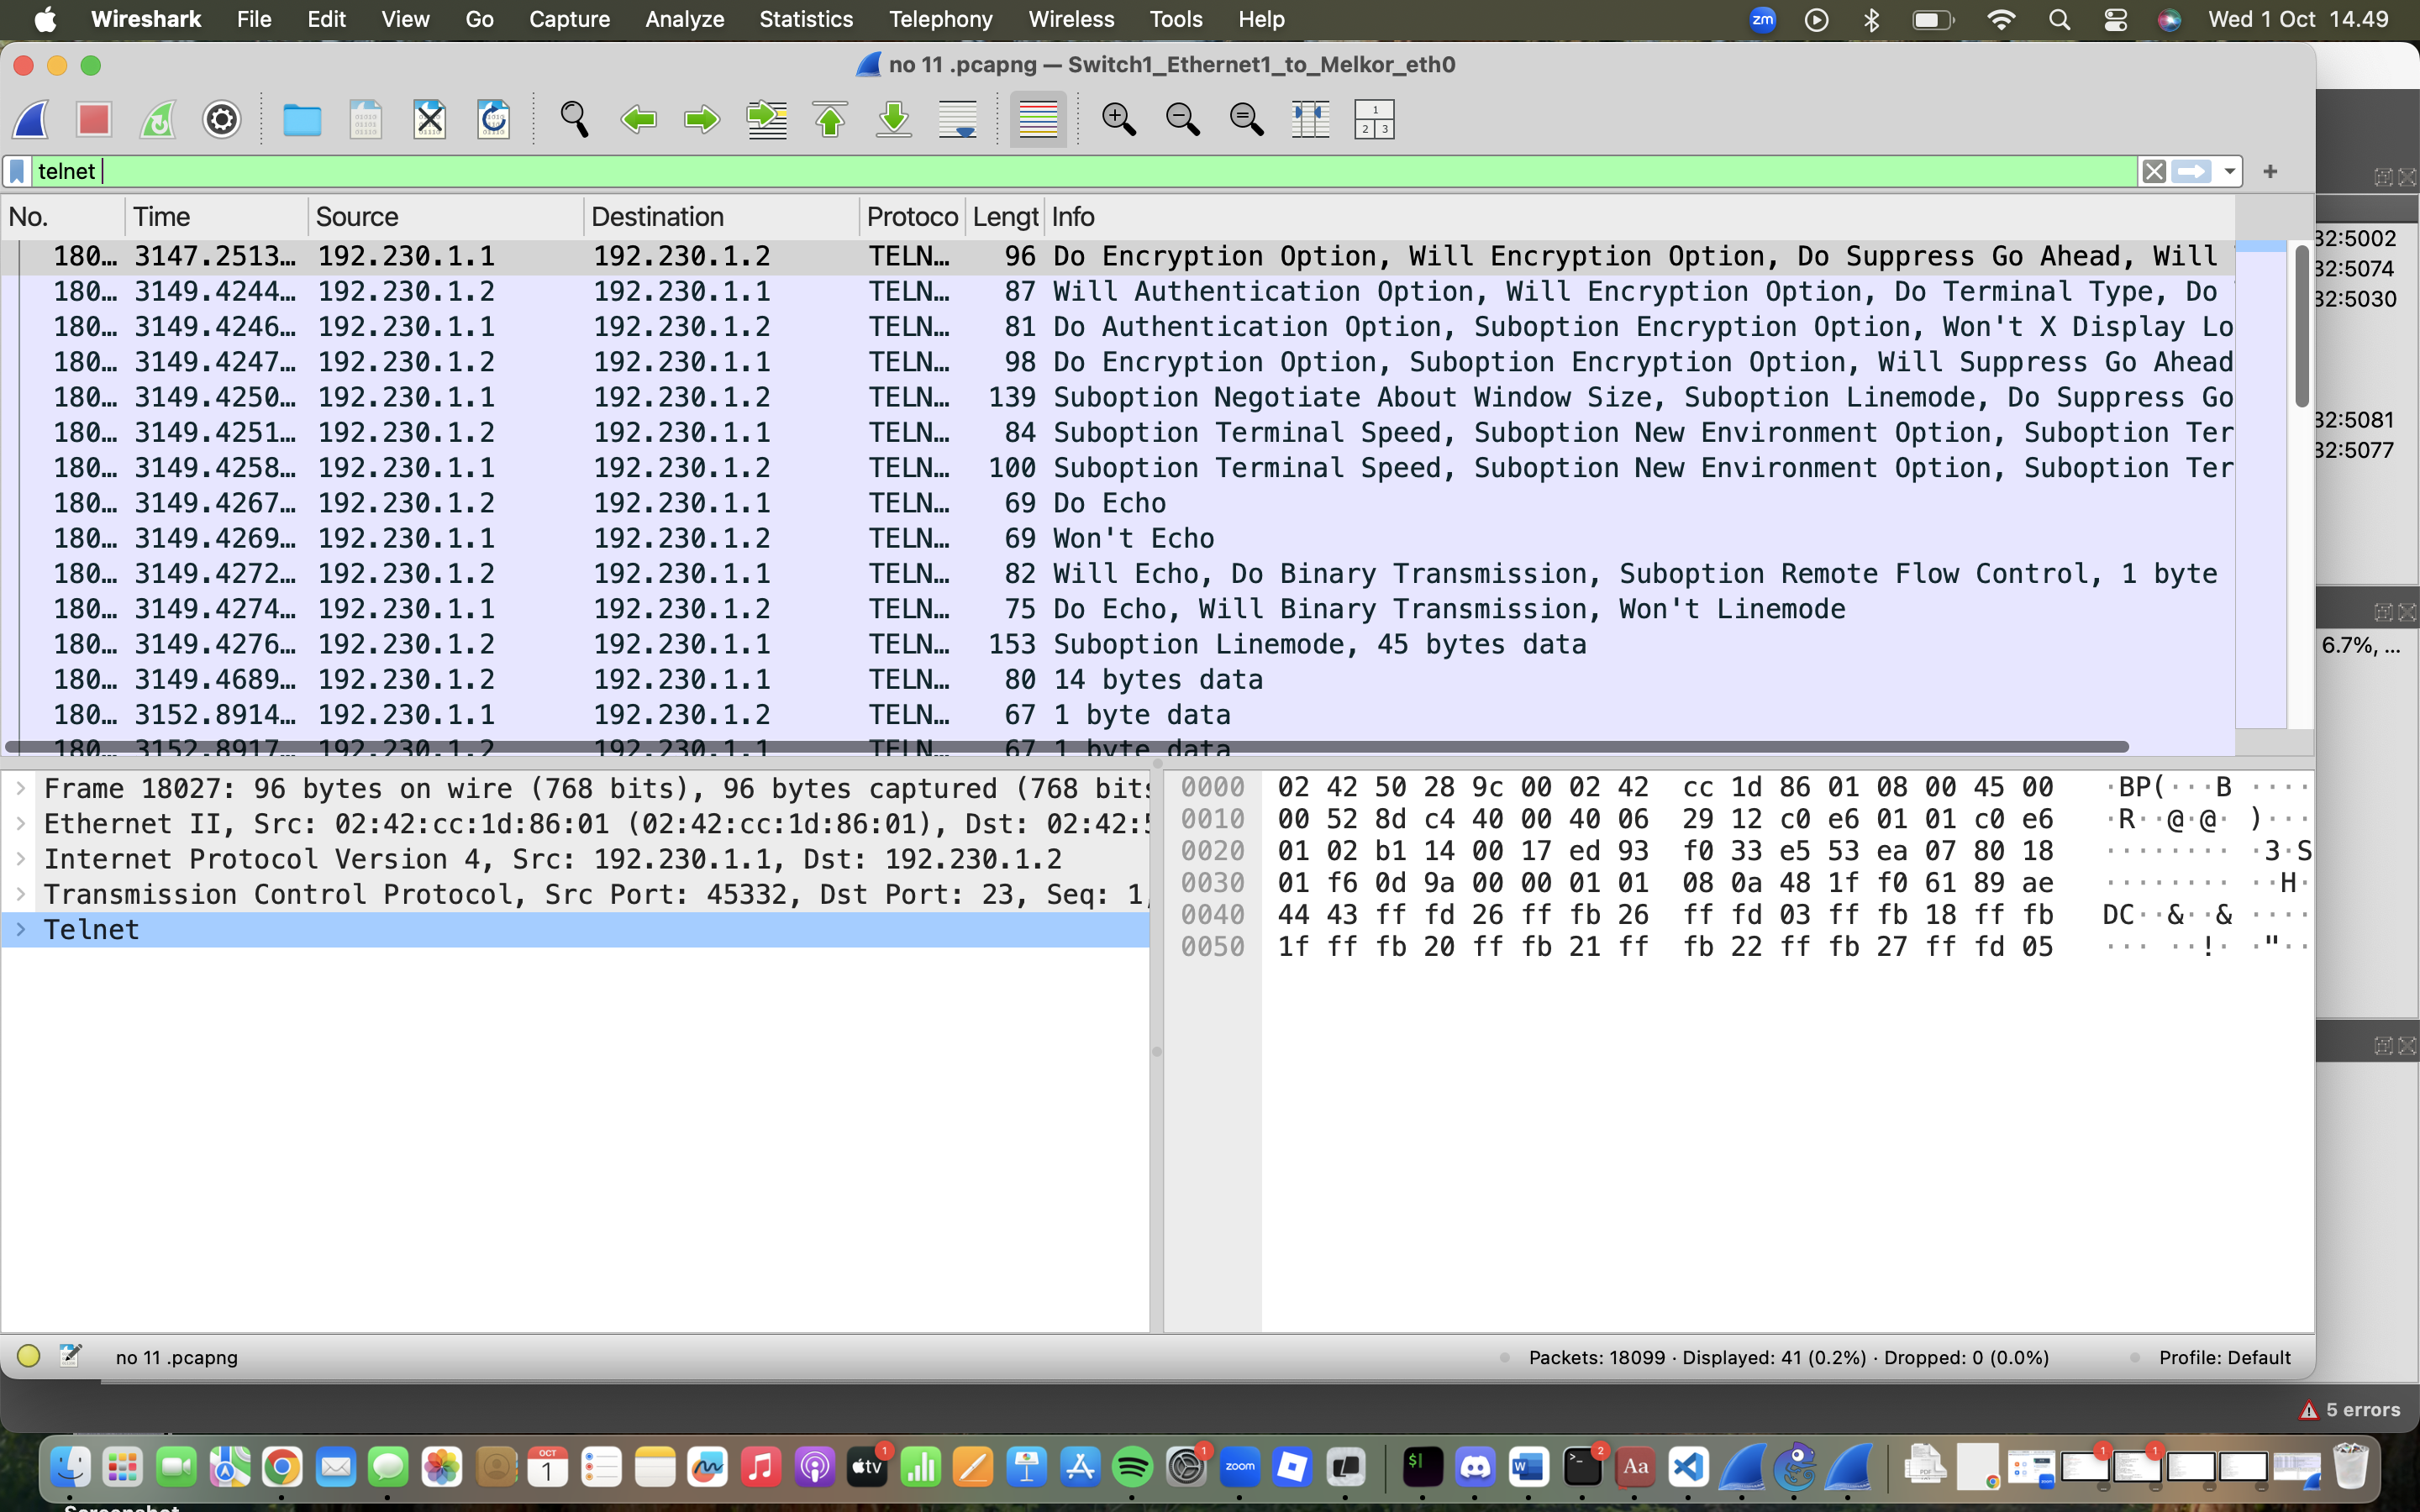 Wireshark File Edit View Go Capture Analyze Statistics Telephony Wireless Tools Help zm Wed 1 Oct 14.49
no 11 .pcapng — Switch1_Ethernet1_to_Melkor_eth0
telnet
No. Time Source Destination Protoco Lengt Info
180… 3147.2513… 192.230.1.1 192.230.1.2 TELN… 96 Do Encryption Option, Will Encryption Option, Do Suppress Go Ahead, Will
180… 3149.4244… 192.230.1.2 192.230.1.1 TELN… 87 Will Authentication Option, Will Encryption Option, Do Terminal Type, Do
180… 3149.4246… 192.230.1.1 192.230.1.2 TELN… 81 Do Authentication Option, Suboption Encryption Option, Won't X Display Lo
180… 3149.4247… 192.230.1.2 192.230.1.1 TELN… 98 Do Encryption Option, Suboption Encryption Option, Will Suppress Go Ahead
180… 3149.4250… 192.230.1.1 192.230.1.2 TELN… 139 Suboption Negotiate About Window Size, Suboption Linemode, Do Suppress Go
180… 3149.4251… 192.230.1.2 192.230.1.1 TELN… 84 Suboption Terminal Speed, Suboption New Environment Option, Suboption Ter
180… 3149.4258… 192.230.1.1 192.230.1.2 TELN… 100 Suboption Terminal Speed, Suboption New Environment Option, Suboption Ter
180… 3149.4267… 192.230.1.2 192.230.1.1 TELN… 69 Do Echo
180… 3149.4269… 192.230.1.1 192.230.1.2 TELN… 69 Won't Echo
180… 3149.4272… 192.230.1.2 192.230.1.1 TELN… 82 Will Echo, Do Binary Transmission, Suboption Remote Flow Control, 1 byte
180… 3149.4274… 192.230.1.1 192.230.1.2 TELN… 75 Do Echo, Will Binary Transmission, Won't Linemode
180… 3149.4276… 192.230.1.2 192.230.1.1 TELN… 153 Suboption Linemode, 45 bytes data
180… 3149.4689… 192.230.1.2 192.230.1.1 TELN… 80 14 bytes data
180… 3152.8914… 192.230.1.1 192.230.1.2 TELN… 67 1 byte data
180… 3152.8917… 192.230.1.2 192.230.1.1 TELN… 67 1 byte data
32:5002
32:5074
32:5030
32:5081
32:5077
6.7%, ...
Frame 18027: 96 bytes on wire (768 bits), 96 bytes captured (768 bits
Ethernet II, Src: 02:42:cc:1d:86:01 (02:42:cc:1d:86:01), Dst: 02:42:5
Internet Protocol Version 4, Src: 192.230.1.1, Dst: 192.230.1.2
Transmission Control Protocol, Src Port: 45332, Dst Port: 23, Seq: 1,
Telnet
0000 02 42 50 28 9c 00 02 42 cc 1d 86 01 08 00 45 00 ·BP(···B ····
0010 00 52 8d c4 40 00 40 06 29 12 c0 e6 01 01 c0 e6 ·R··@·@· )···
0020 01 02 b1 14 00 17 ed 93 f0 33 e5 53 ea 07 80 18 ········ ·3·S
0030 01 f6 0d 9a 00 00 01 01 08 0a 48 1f f0 61 89 ae ········ ··H·
0040 44 43 ff fd 26 ff fb 26 ff fd 03 ff fb 18 ff fb DC··&··& ····
0050 1f ff fb 20 ff fb 21 ff fb 22 ff fb 27 ff fd 05 ··· ··!· ·"··
no 11 .pcapng Packets: 18099 · Displayed: 41 (0.2%) · Dropped: 0 (0.0%) Profile: Default
5 errors
OCT
1
tv
1
1
zoom
$
W
>_
2
Aa
1
1
Screenshot